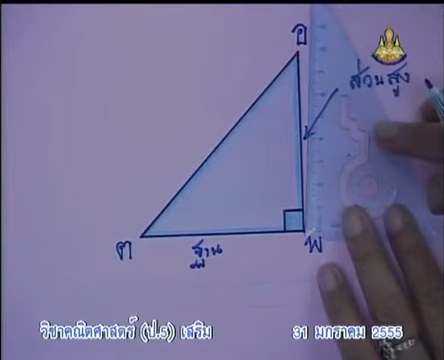 อ
ส่วนสูง
ต
ฐาน
พ
วิชาคณิตศาสตร์ (ป.5) เสริม
31 มกราคม 2555